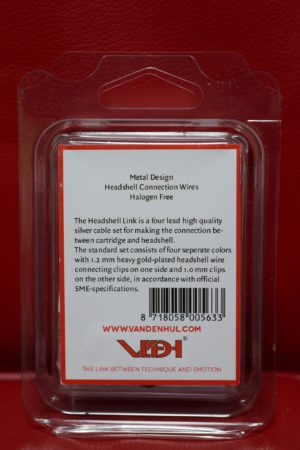 Metal Design
Headshell Connection Wires
Halogen Free
The Headshell Link is a four lead high quality
silver cable set for making the connection be-
tween cartridge and headshell.
The standard set consists of four seperate colors
with 1.2 mm heavy gold-plated headshell wire
connecting clips on one side and 1.0 mm clips
on the other side, in accordance with official
SME-specifications.
8 718058 005633
WWW.VANDENHUL.COM
VDH®
THE LINK BETWEEN TECHNIQUE AND EMOTION